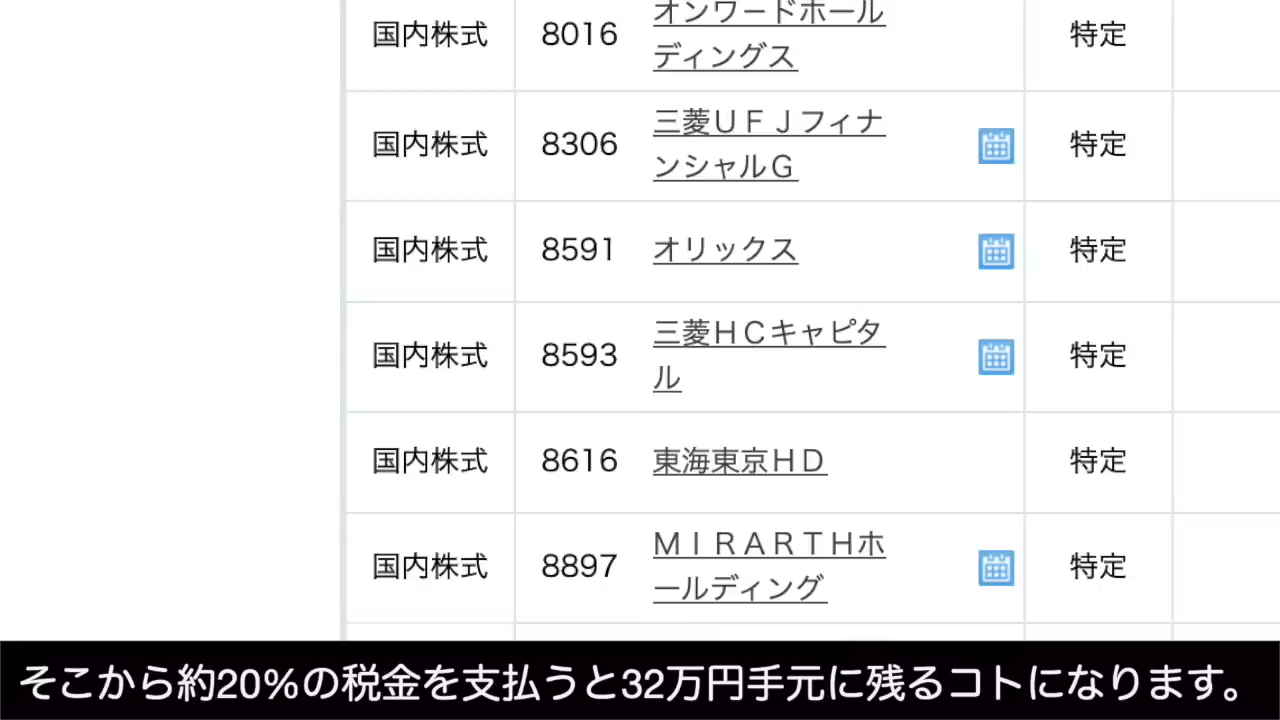 国内株式 8016 オンワードホール
ディングス 特定
国内株式 8306 三菱ＵＦＪフィナ
ンシャルＧ 特定
国内株式 8591 オリックス 特定
国内株式 8593 三菱ＨＣキャピタ
ル 特定
国内株式 8616 東海東京ＨＤ 特定
国内株式 8897 ＭＩＲＡＲＴＨホ
ールディング 特定
そこから約20%の税金を支払うと32万円手元に残るコトになります。